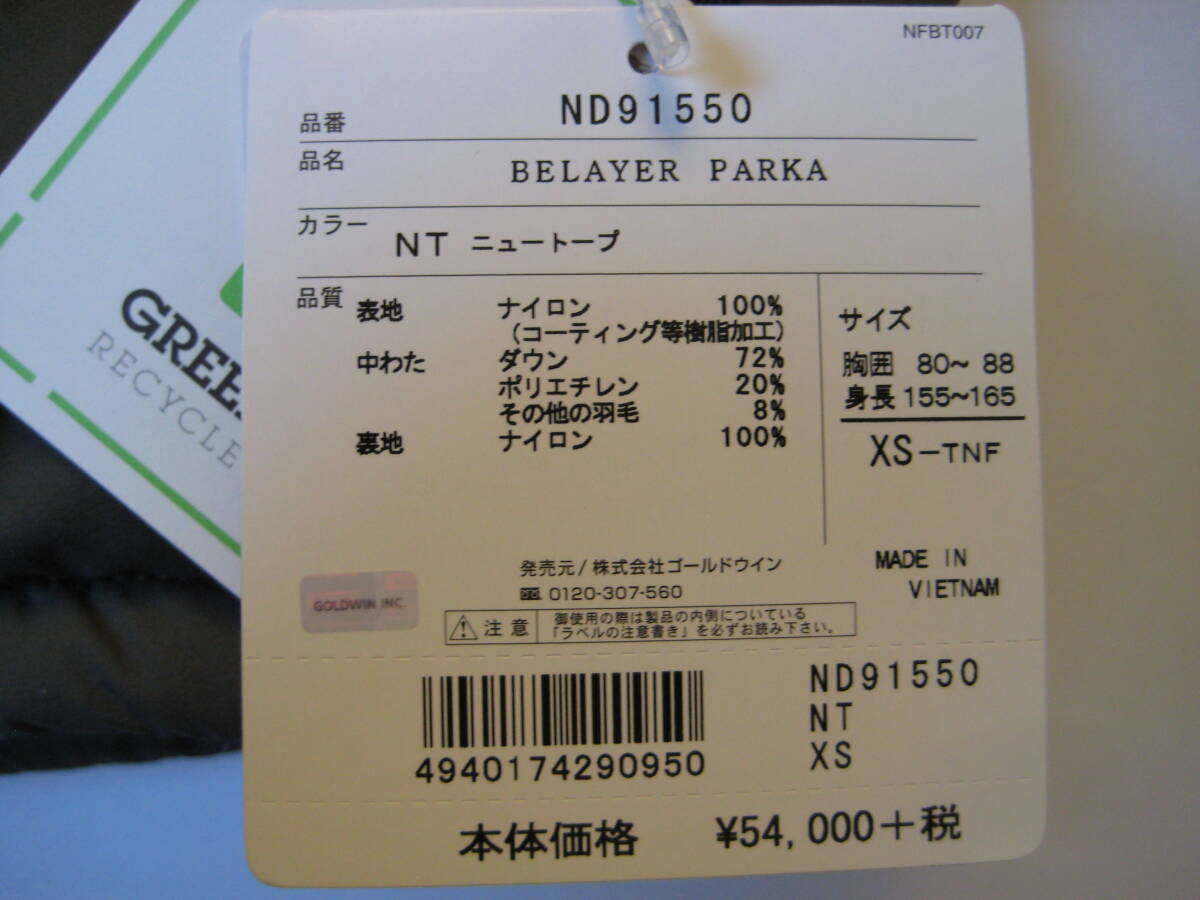 NFBT007
品番 ND91550
品名 BELAYER PARKA
カラー NT ニュートープ
品質 表地 ナイロン 100%
(コーティング等樹脂加工)
中わた ダウン 72%
ポリエチレン 20%
その他の羽毛 8%
裏地 ナイロン 100%
サイズ
胸囲 80〜 88
身長 155〜165
XS-TNF
発売元/株式会社ゴールドウイン
0120-307-560
MADE IN
VIETNAM
GOLDWIN INC.
注意
御使用の際は製品の内側についている
「ラベルの注意書き」を必ずお読み下さい。
4940174290950
ND91550
NT
XS
本体価格 ¥54,000+税
RECYCLE